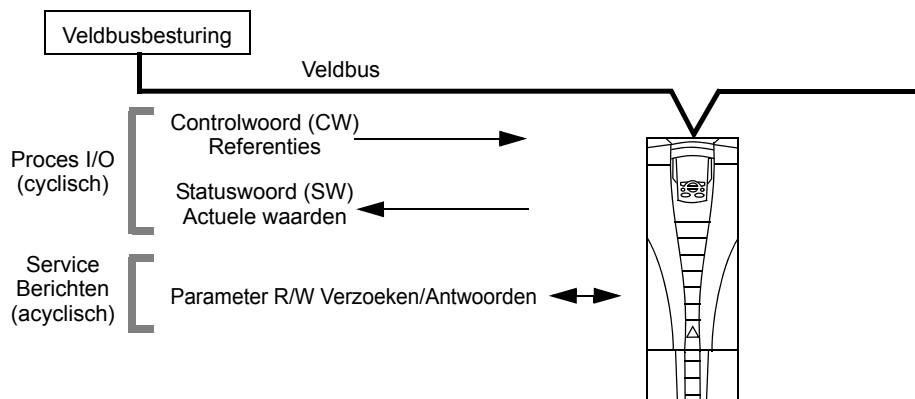 Veldbusbesturing
Veldbus
Proces I/O
(cyclisch)
Controlwoord (CW)
Referenties
Statuswoord (SW)
Actuele waarden
Service
Berichten
(acyclisch)
Parameter R/W Verzoeken/Antwoorden